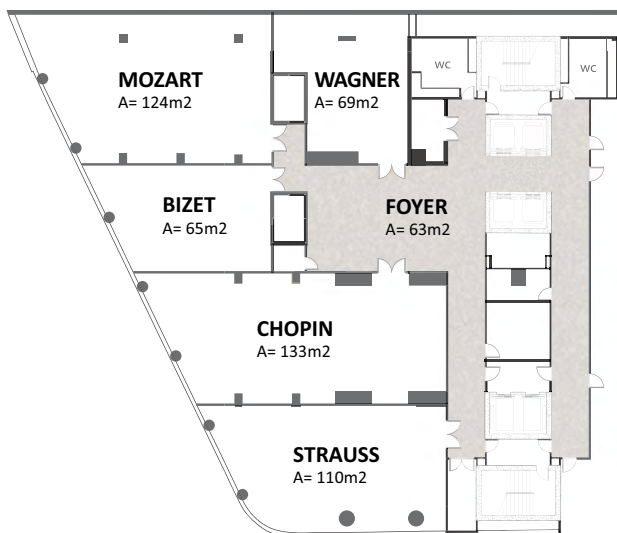 WC
WC
MOZART
A= 124m2
WAGNER
A= 69m2
BIZET
A= 65m2
FOYER
A= 63m2
CHOPIN
A= 133m2
STRAUSS
A= 110m2